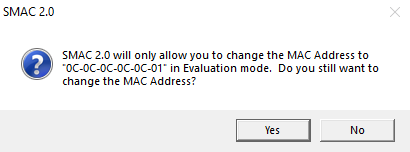 SMAC 2.0
SMAC 2.0 will only allow you to change the MAC Address to
"0C-0C-0C-0C-0C-01" in Evaluation mode.  Do you still want to
change the MAC Address?
Yes
No